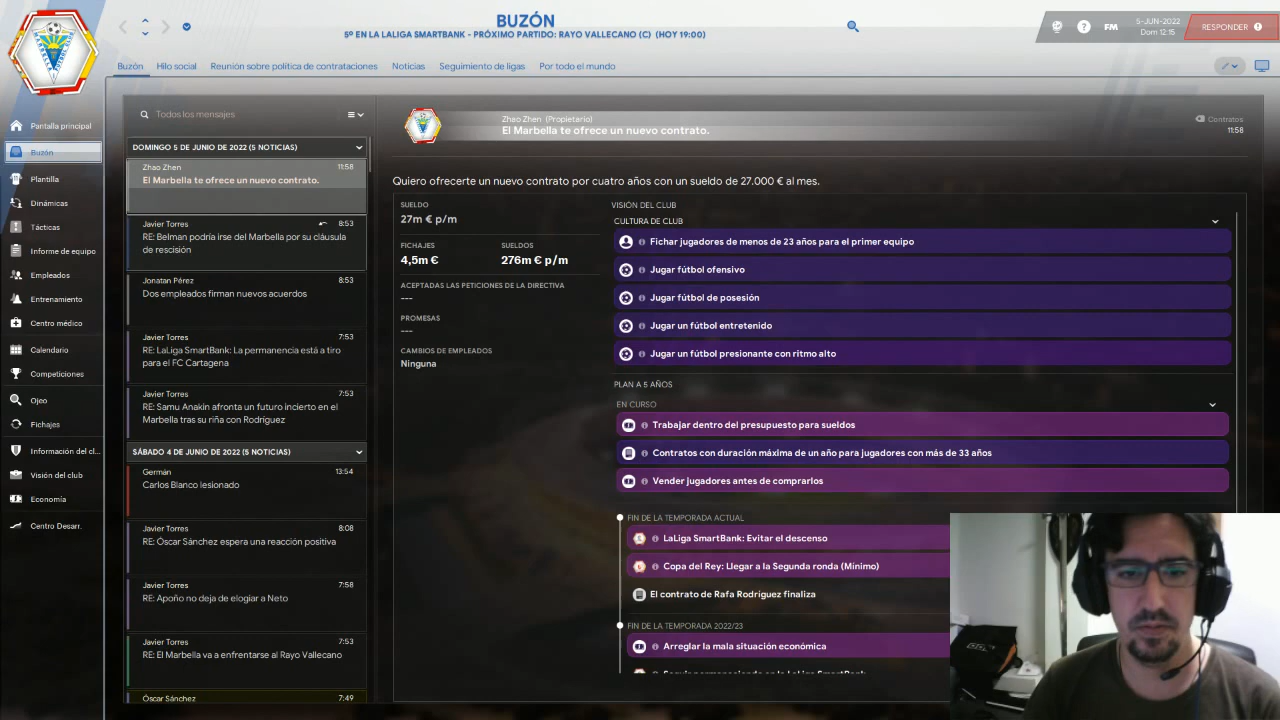 BUZÓN
5º EN LA LALIGA SMARTBANK - PRÓXIMO PARTIDO: RAYO VALLECANO (C) (HOY 19:00)
FM
5-JUN-2022
Dom 12:15
RESPONDER
Buzón
Hilo social
Reunión sobre política de contrataciones
Noticias
Seguimiento de ligas
Por todo el mundo
Pantalla principal
Buzón
Plantilla
Dinámicas
Tácticas
Informe de equipo
Empleados
Entrenamiento
Centro médico
Calendario
Competiciones
Ojeo
Fichajes
Información del cl...
Visión del club
Economía
Centro Desarr.
Todos los mensajes
DOMINGO 5 DE JUNIO DE 2022 (5 NOTICIAS)
Zhao Zhen 11:58
El Marbella te ofrece un nuevo contrato.
Javier Torres 8:53
RE: Belman podría irse del Marbella por su cláusula
de rescisión
Jonatan Pérez 8:53
Dos empleados firman nuevos acuerdos
Javier Torres 7:53
RE: LaLiga SmartBank: La permanencia está a tiro
para el FC Cartagena
Javier Torres 7:53
RE: Samu Anakin afronta un futuro incierto en el
Marbella tras su riña con Rodríguez
SÁBADO 4 DE JUNIO DE 2022 (5 NOTICIAS)
Germán 13:54
Carlos Blanco lesionado
Javier Torres 8:08
RE: Óscar Sánchez espera una reacción positiva
Javier Torres 7:58
RE: Apoño no deja de elogiar a Neto
Javier Torres 7:53
RE: El Marbella va a enfrentarse al Rayo Vallecano
Óscar Sánchez 7:49
Zhao Zhen (Propietario)
El Marbella te ofrece un nuevo contrato.
Contratos
11:58
Quiero ofrecerte un nuevo contrato por cuatro años con un sueldo de 27.000 € al mes.
SUELDO
27m € p/m
FICHAJES
4,5m €
SUELDOS
276m € p/m
ACEPTADAS LAS PETICIONES DE LA DIRECTIVA
---
PROMESAS
---
CAMBIOS DE EMPLEADOS
Ninguna
VISIÓN DEL CLUB
CULTURA DE CLUB
Fichar jugadores de menos de 23 años para el primer equipo
Jugar fútbol ofensivo
Jugar fútbol de posesión
Jugar un fútbol entretenido
Jugar un fútbol presionante con ritmo alto
PLAN A 5 AÑOS
EN CURSO
Trabajar dentro del presupuesto para sueldos
Contratos con duración máxima de un año para jugadores con más de 33 años
Vender jugadores antes de comprarlos
FIN DE LA TEMPORADA ACTUAL
LaLiga SmartBank: Evitar el descenso
Copa del Rey: Llegar a la Segunda ronda (Mínimo)
El contrato de Rafa Rodríguez finaliza
FIN DE LA TEMPORADA 2022/23
Arreglar la mala situación económica
Seguir permaneciendo en la LaLiga SmartBank